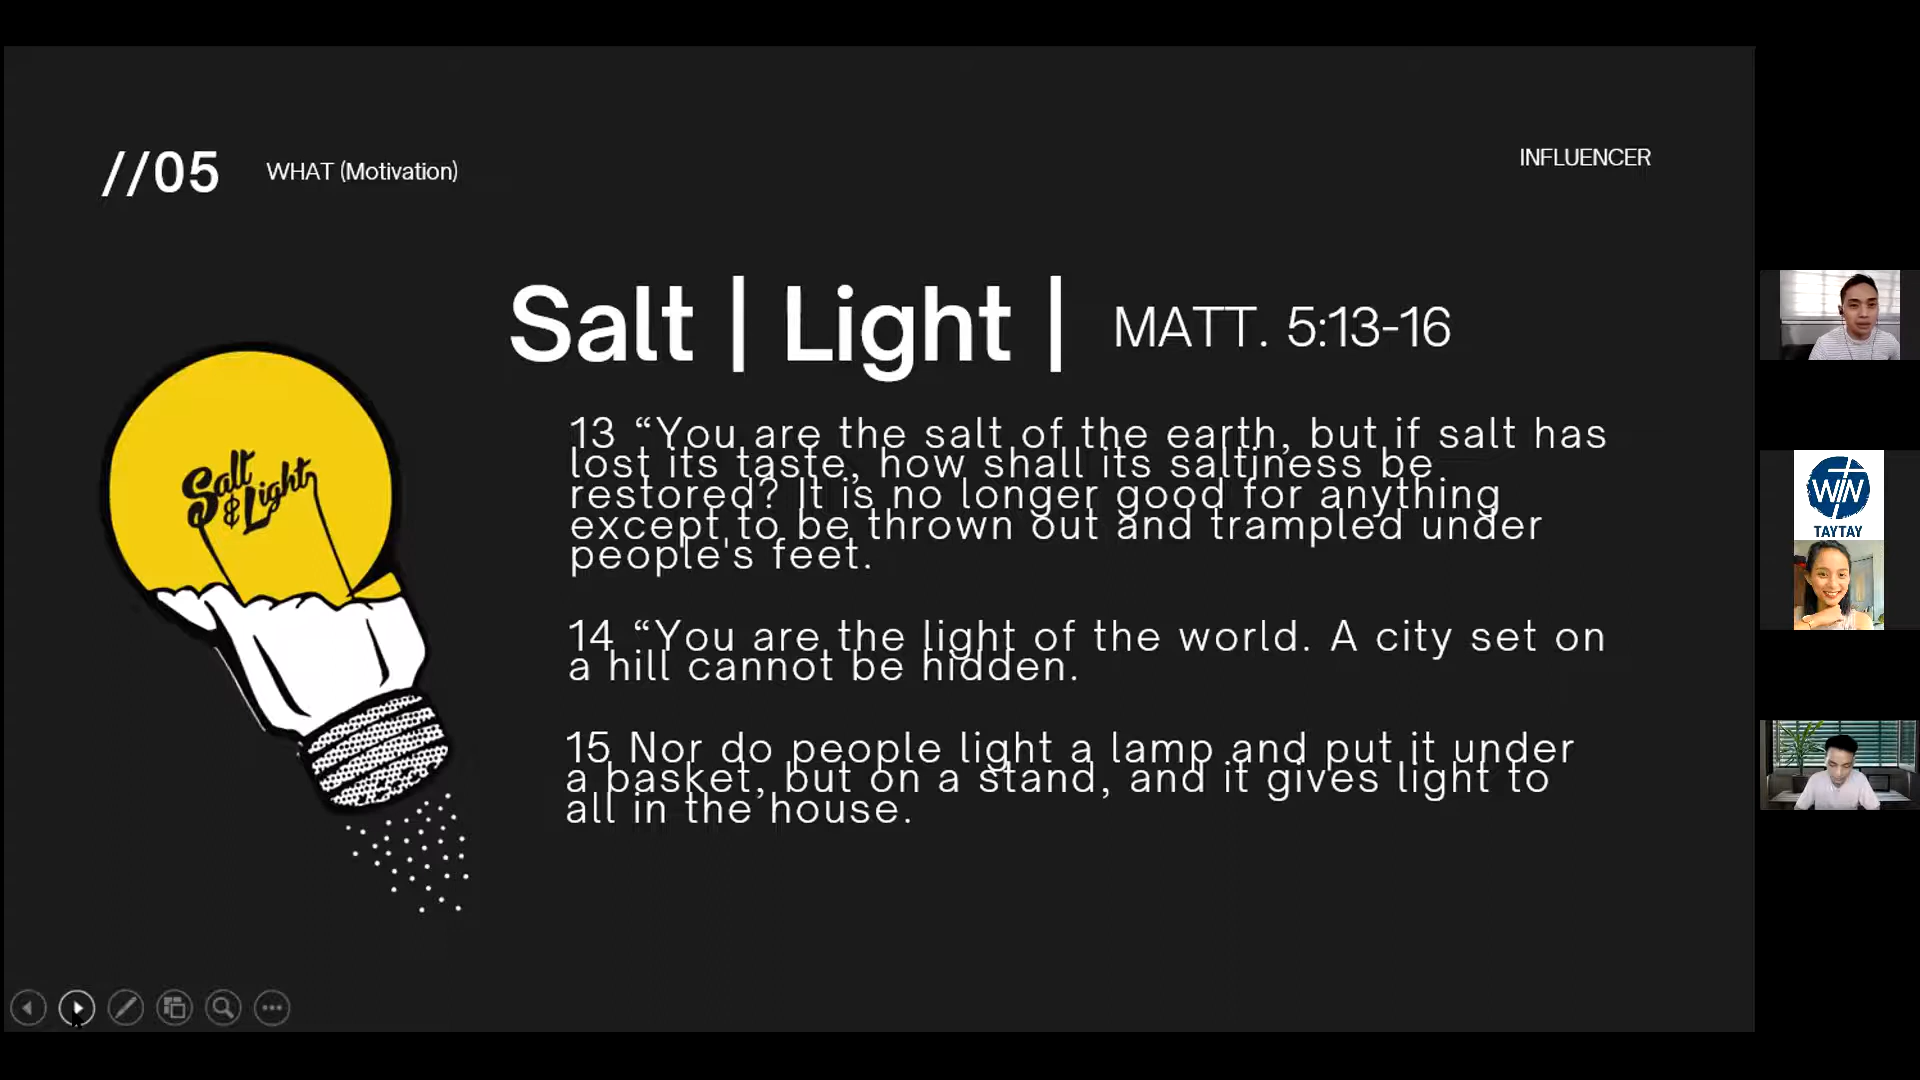 //05
WHAT (Motivation)
INFLUENCER
Salt | Light | MATT. 5:13-16
13 “You are the salt of the earth, but if salt has
lost its taste, how shall its saltiness be
restored? It is no longer good for anything
except to be thrown out and trampled under
people's feet.
14 “You are the light of the world. A city set on
a hill cannot be hidden.
15 Nor do people light a lamp and put it under
a basket, but on a stand, and it gives light to
all in the house.
Salt
& Light
WIN
TAYTAY